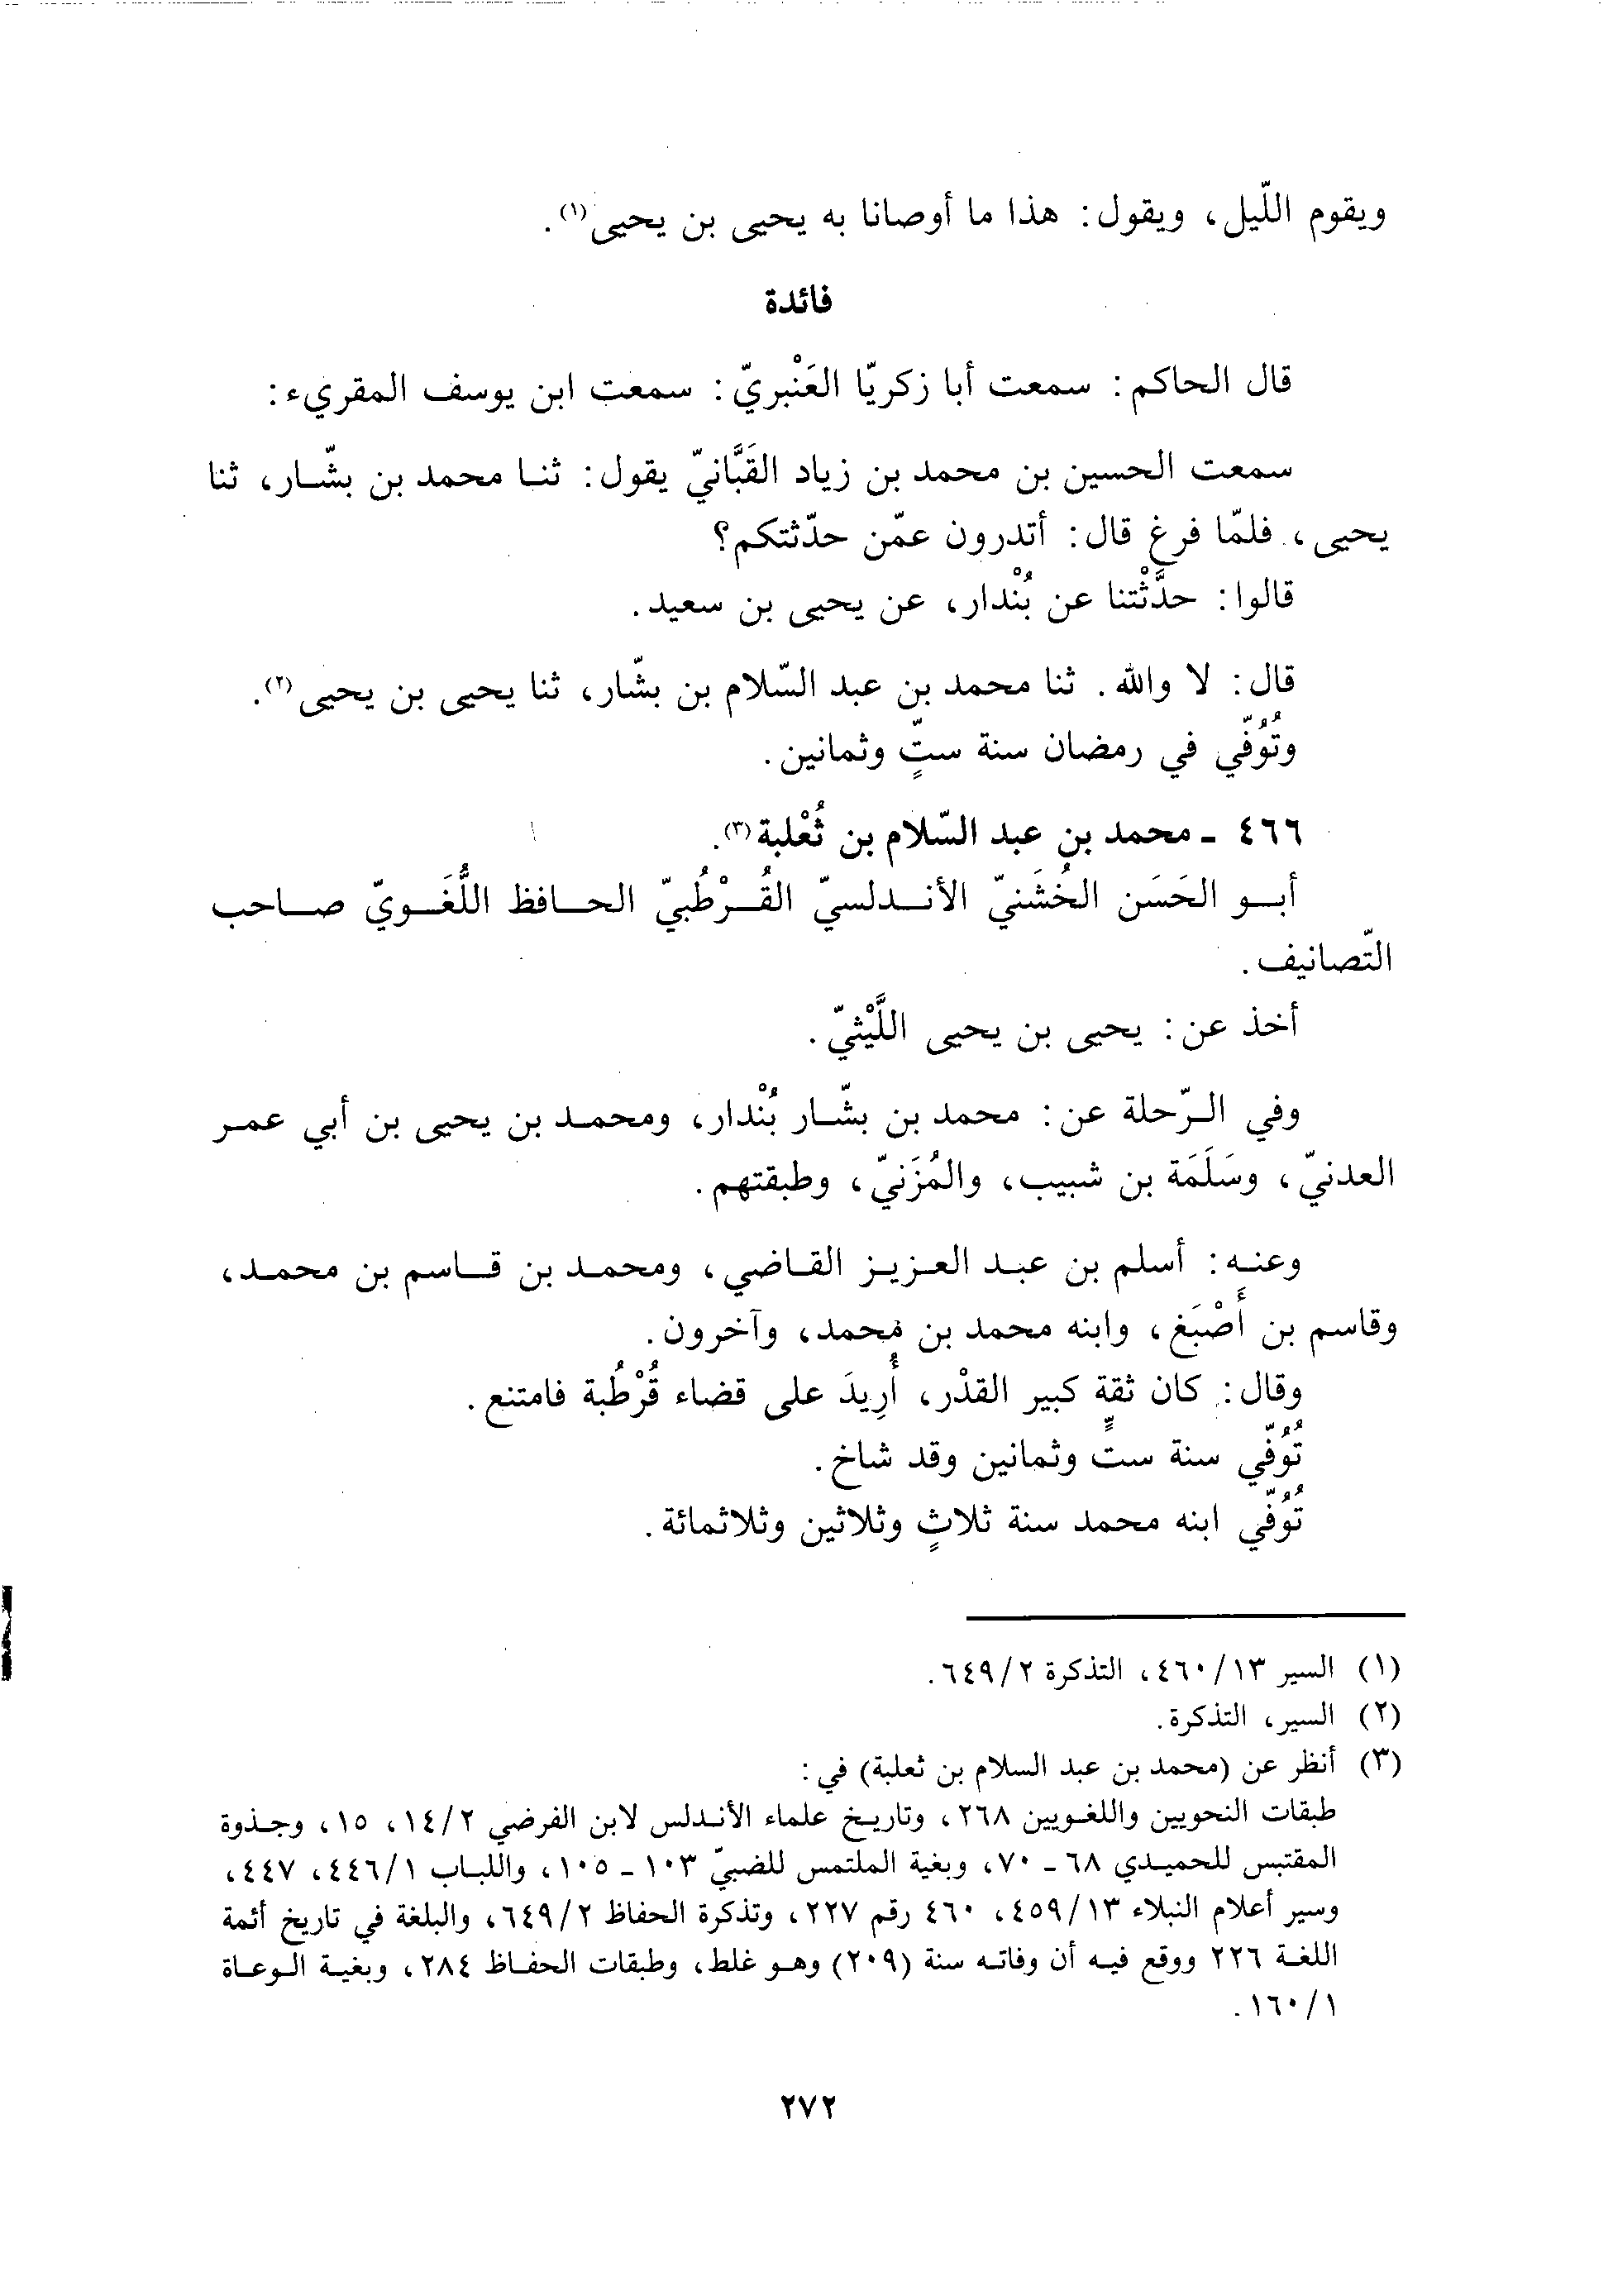 ويقوم اللّيل، ويقول: هذا ما أوصانا به يحيى بن يحيى(١).
فائدة
قال الحاكم: سمعت أبا زكريّا العَنْبريّ: سمعت ابن يوسف المقريء:
سمعت الحسين بن محمد بن زياد القَبَّانيّ يقول: ثنا محمد بن بشّار، ثنا
يحيى، فلمّا فرغ قال: أتدرون عمّن حدّثتكم؟
قالوا: حدَّثْتنا عن بُنْدار، عن يحيى بن سعيد.
قال: لا والله. ثنا محمد بن عبد السّلام بن بشّار، ثنا يحيى بن يحيى(٢).
وتُوُفّي في رمضان سنة ستٍّ وثمانين.
٤٦٦ - محمد بن عبد السّلام بن ثُعْلبة(٣).
أبو الحَسَن الخُشَنيّ الأندلسيّ القُرْطُبيّ الحافظ اللُّغَويّ صاحب
التّصانيف.
أخذ عن: يحيى بن يحيى اللَّيْثيّ.
وفي الرّحلة عن: محمد بن بشّار بُنْدار، ومحمد بن يحيى بن أبي عمر
العدنيّ، وسَلَمَة بن شبيب، والمُزَنيّ، وطبقتهم.
وعنه: أسلم بن عبد العزيز القاضي، ومحمد بن قاسم بن محمد،
وقاسم بن أَصْبَغ، وابنه محمد بن محمد، وآخرون.
وقال: كان ثقة كبير القدْر، أُرِيدَ على قضاء قُرْطُبة فامتنع.
تُوُفّي سنة ستٍّ وثمانين وقد شاخ.
تُوُفّي ابنه محمد سنة ثلاثٍ وثلاثين وثلاثمائة.
(١) السير ١٣/٤٦٠، التذكرة ٢/٦٤٩.
(٢) السير، التذكرة.
(٣) أنظر عن (محمد بن عبد السلام بن ثعلبة) في:
طبقات النحويين واللغويين ٢٦٨، وتاريخ علماء الأندلس لابن الفرضي ٢/١٤، ١٥، وجذوة
المقتبس للحميدي ٦٨ - ٧٠، وبغية الملتمس للضبيّ ١٠٣ - ١٠٥، واللباب ١/٤٤٦، ٤٤٧،
وسير أعلام النبلاء ١٣/٤٥٩، ٤٦٠ رقم ٢٢٧، وتذكرة الحفاظ ٢/٦٤٩، والبلغة في تاريخ أئمة
اللغة ٢٢٦ ووقع فيه أن وفاته سنة (٢٠٩) وهو غلط، وطبقات الحفاظ ٢٨٤، وبغية الوعاة
١/١٦٠.
٢٧٢